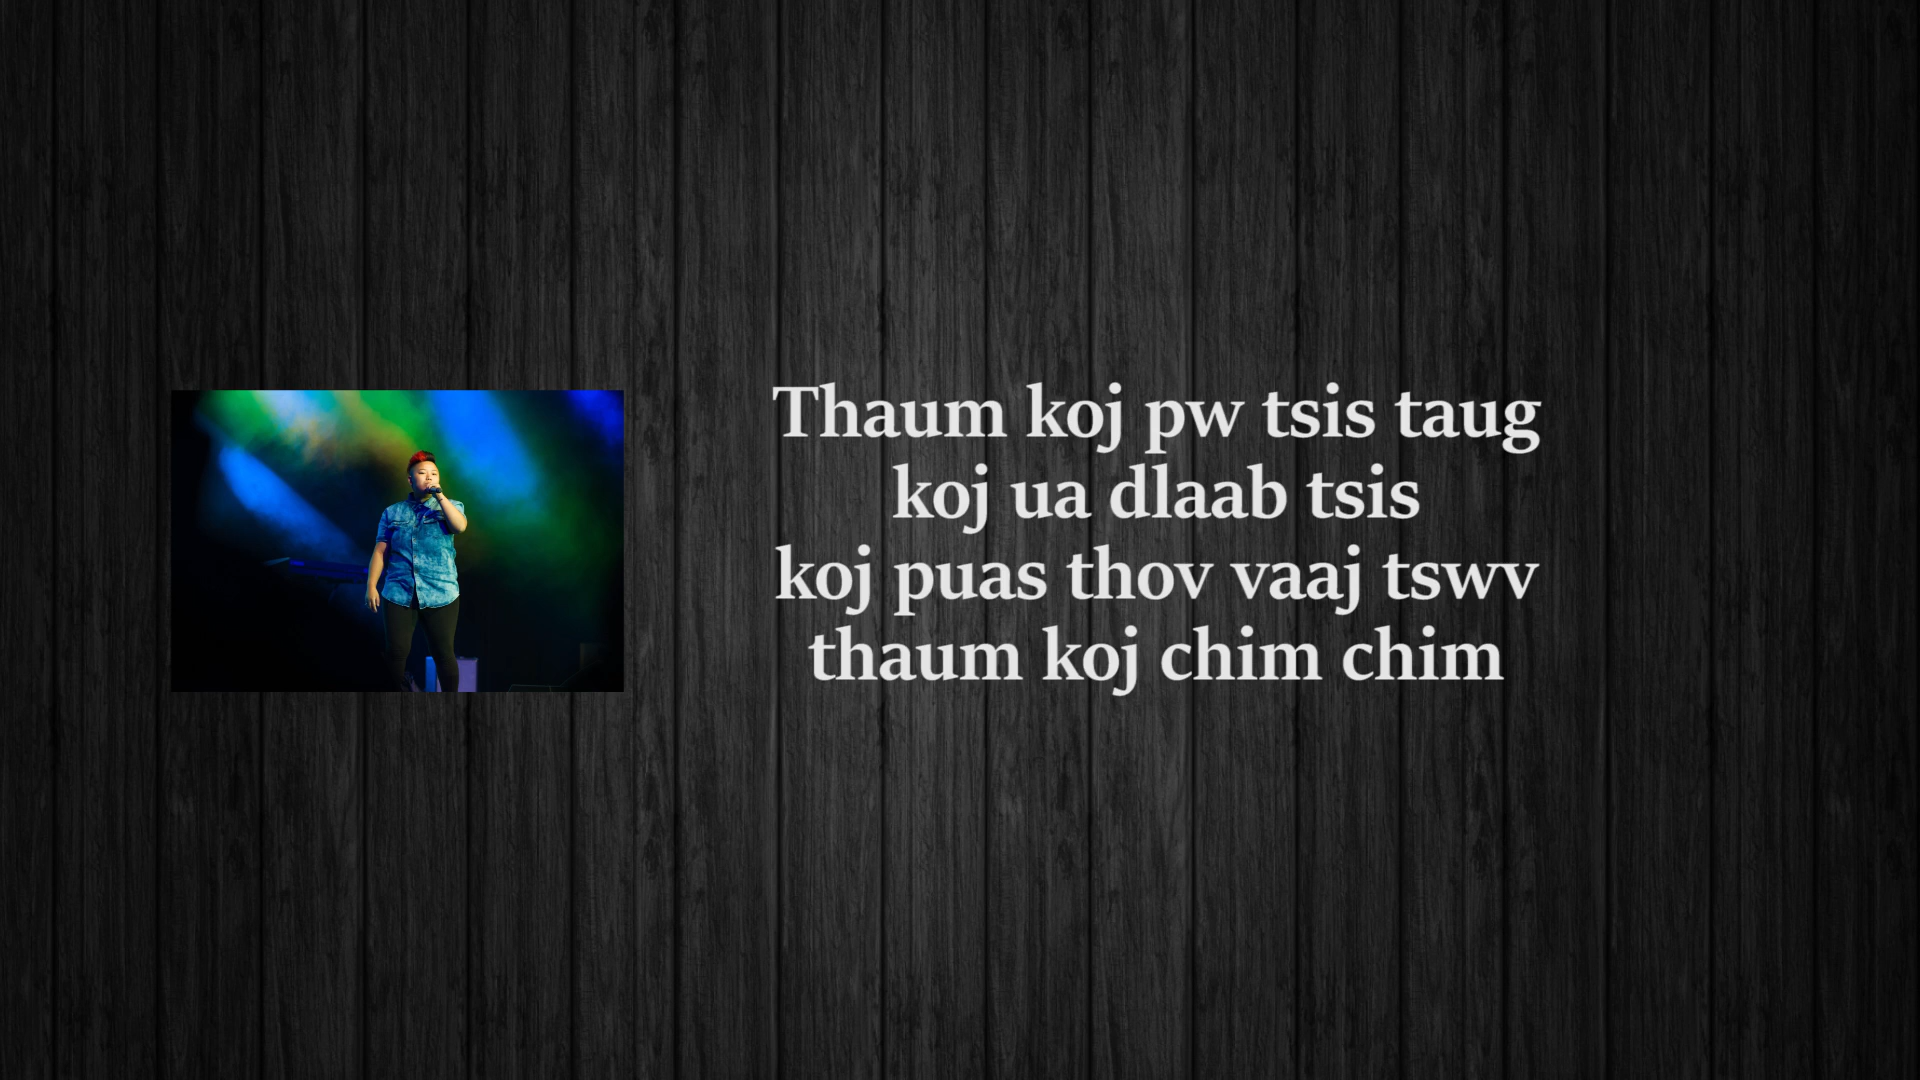 Thaum koj pw tsis taug
koj ua dlaab tsis
koj puas thov vaaj tswv
thaum koj chim chim